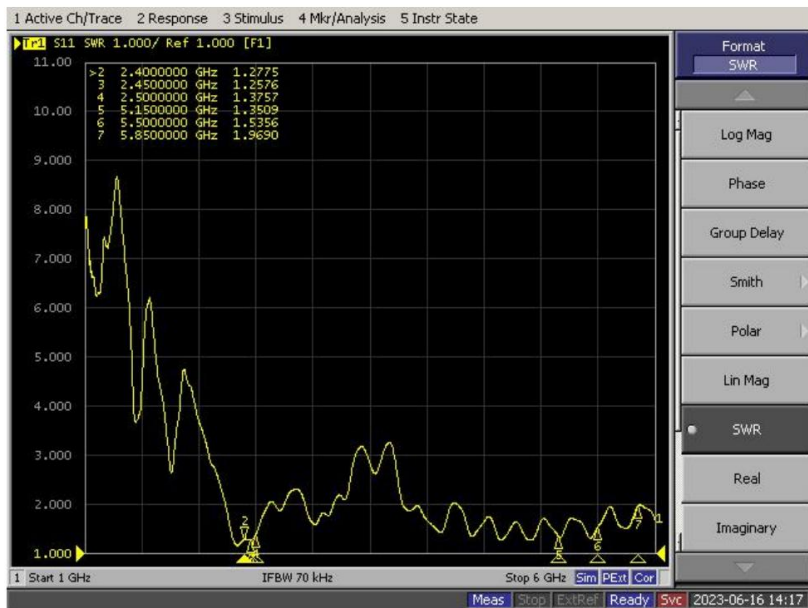 1 Active Ch/Trace 2 Response 3 Stimulus 4 Mkr/Analysis 5 Instr State
Tr1 S11 SWR 1.000/ Ref 1.000 [F1]
Format
SWR
11.00
10.00
9.000
8.000
7.000
6.000
5.000
4.000
3.000
2.000
1.000
>2 2.4000000 GHz 1.2775
3 2.4500000 GHz 1.2576
4 2.5000000 GHz 1.3757
5 5.1500000 GHz 1.3509
6 5.5000000 GHz 1.5356
7 5.8500000 GHz 1.9690
2
4
5
6
7
1
Log Mag
Phase
Group Delay
Smith
Polar
Lin Mag
SWR
Real
Imaginary
1 Start 1 GHz IFBW 70 kHz Stop 6 GHz Sim PExt Cor
Meas Stop ExtRef Ready Svc 2023-06-16 14:17